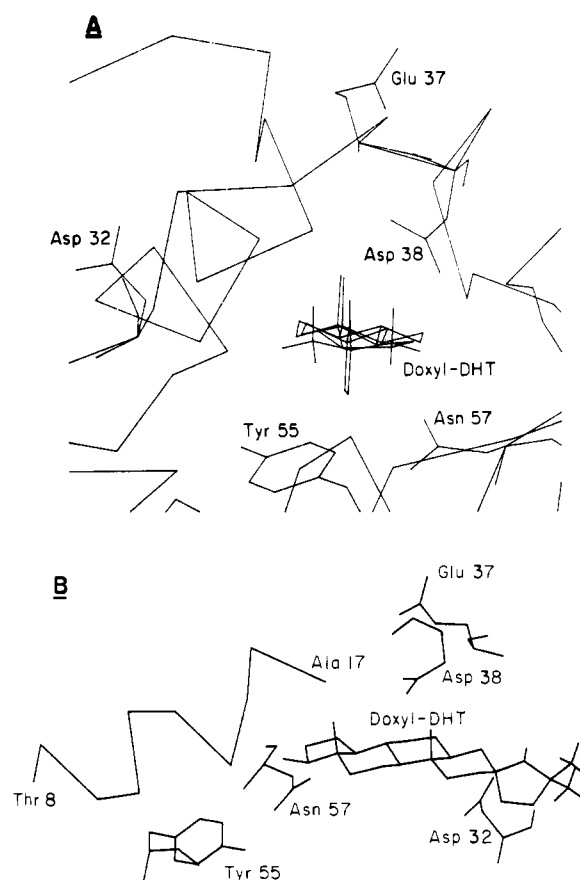 A
Glu 37
Asp 32
Asp 38
Doxyl-DHT
Tyr 55
Asn 57
B
Glu 37
Ala 17
Asp 38
Doxyl-DHT
Thr 8
Asn 57
Asp 32
Tyr 55